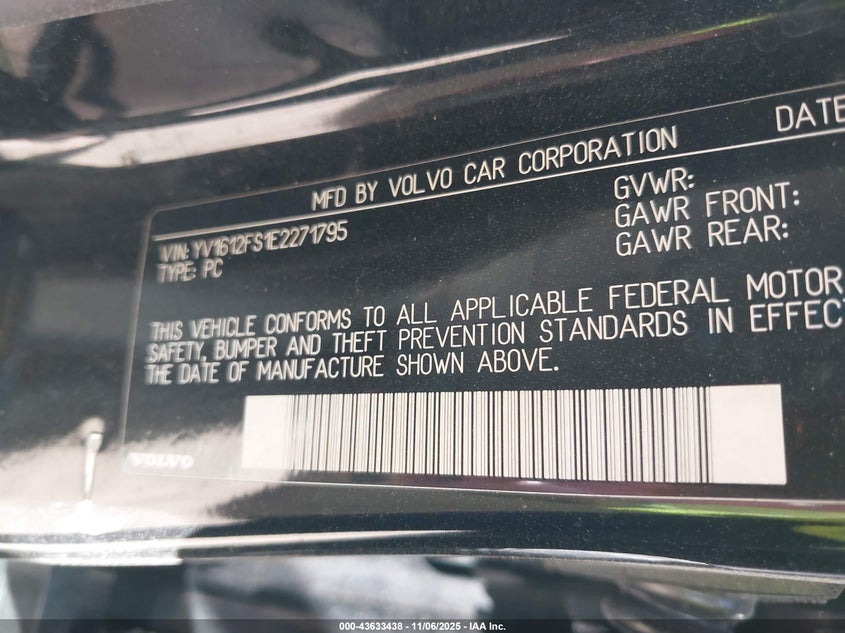 MFD BY VOLVO CAR CORPORATION DATE
VIN: YV1612FS1E2271795
TYPE: PC
GVWR:
GAWR FRONT:
GAWR REAR:
THIS VEHICLE CONFORMS TO ALL APPLICABLE FEDERAL MOTOR
SAFETY, BUMPER AND THEFT PREVENTION STANDARDS IN EFFECT
THE DATE OF MANUFACTURE SHOWN ABOVE.
VOLVO
000-43633438 - 11/06/2025 - IAA Inc.